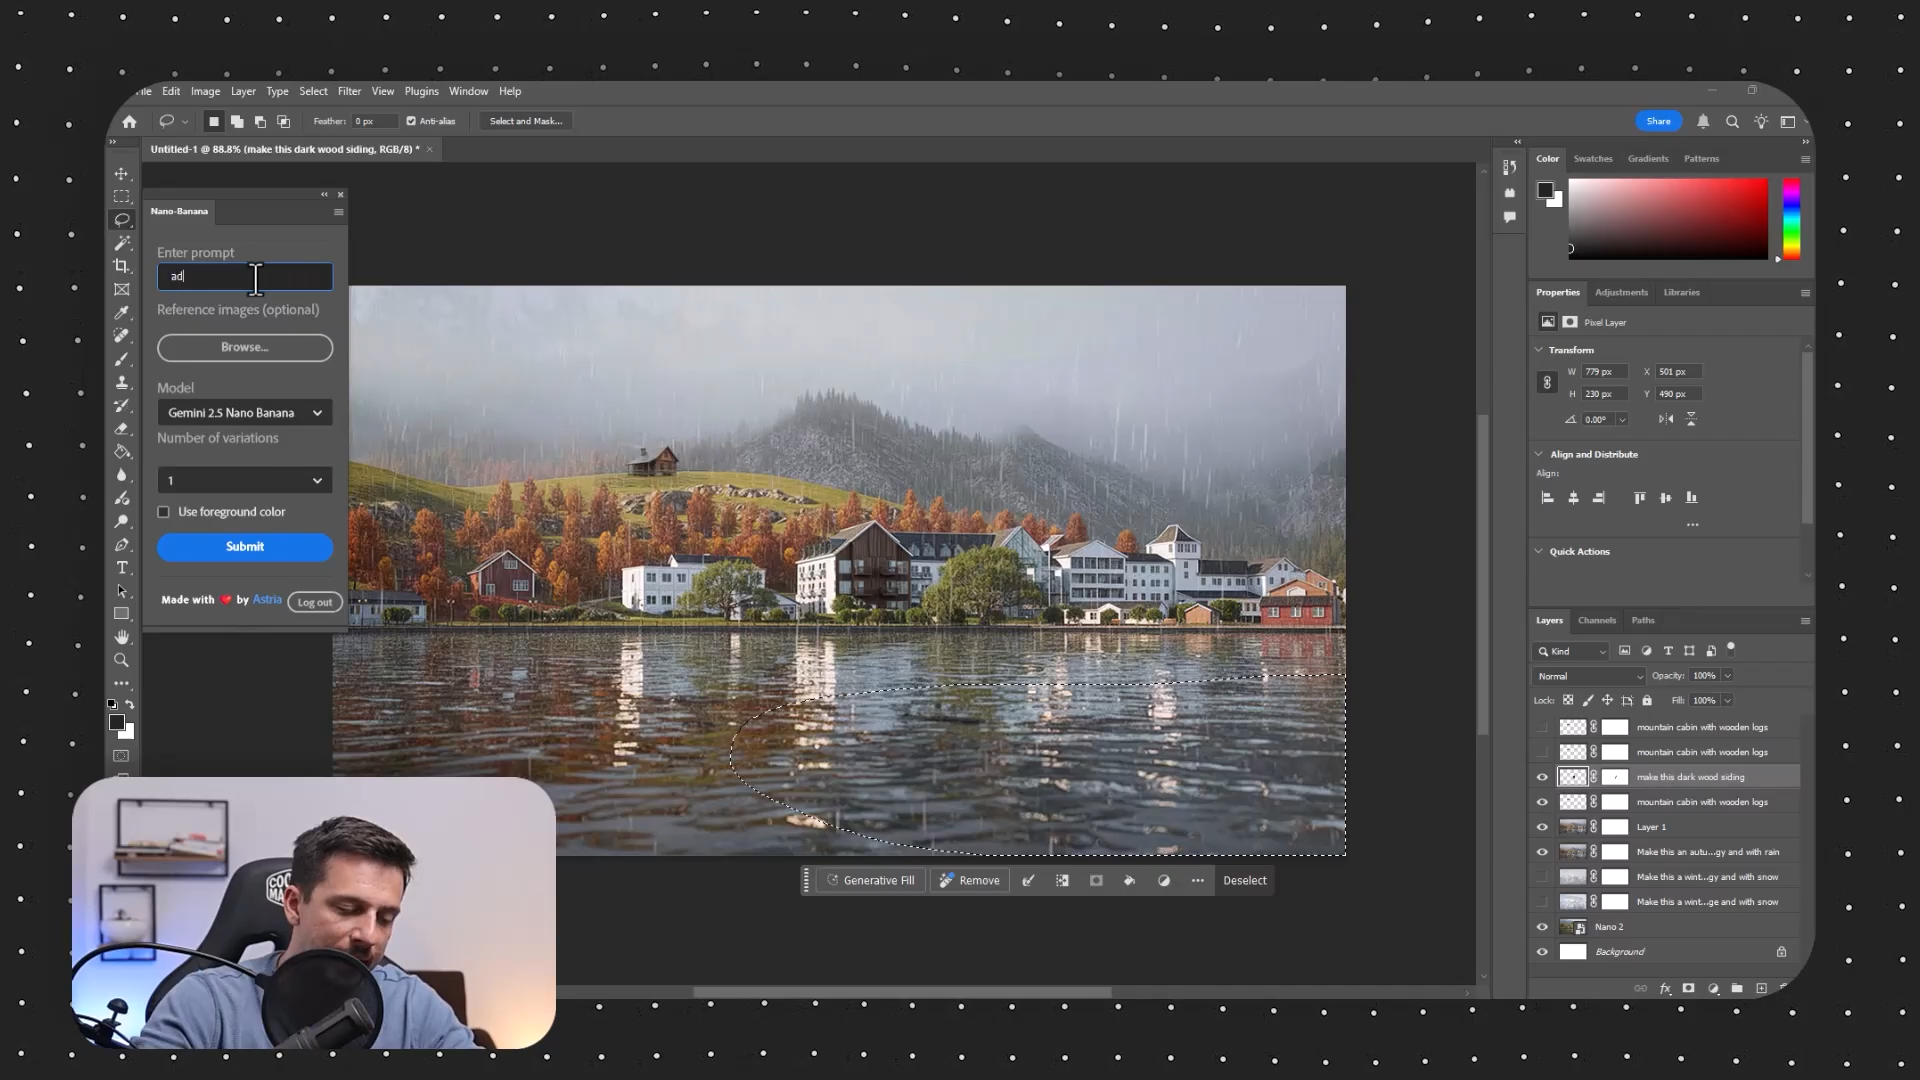 ile Edit Image Layer Type Select Filter View Plugins Window Help
Feather: 0 px Anti-alias Select and Mask... Share
Untitled-1 @ 88.8% (make this dark wood siding, RGB/8) * ×
Nano-Banana
Enter prompt
ad
Reference images (optional)
Browse...
Model
Gemini 2.5 Nano Banana
Number of variations
1
Use foreground color
Submit
Made with ❤ by Astria Log out
Generative Fill Remove ••• Deselect
Color Swatches Gradients Patterns
Properties Adjustments Libraries
Pixel Layer
Transform
W 779 px X 501 px
H 230 px Y 490 px
0.00°
Align and Distribute
Align:
•••
Quick Actions
Layers Channels Paths
Kind
Normal Opacity: 100%
Lock: Fill: 100%
mountain cabin with wooden logs
mountain cabin with wooden logs
make this dark wood siding
mountain cabin with wooden logs
Layer 1
Make this an autu...gy and with rain
Make this a wint...gy and with snow
Make this a wint...ge and with snow
Nano 2
Background
fx
COO
MA